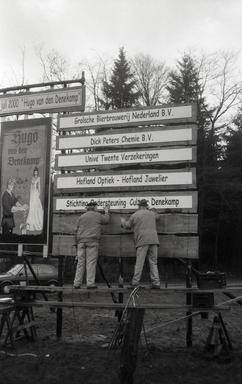 juli 2000 "Hugo van den Denekamp"
Hugo
van den
Denekamp
Grolsche Bierbrouwerij Nederland B.V.
Dick Peters Chemie B.V.
Univé Twente Verzekeringen
Hofland Optiek - Hofland Juwelier
Stichting Ondersteuning Denekamp